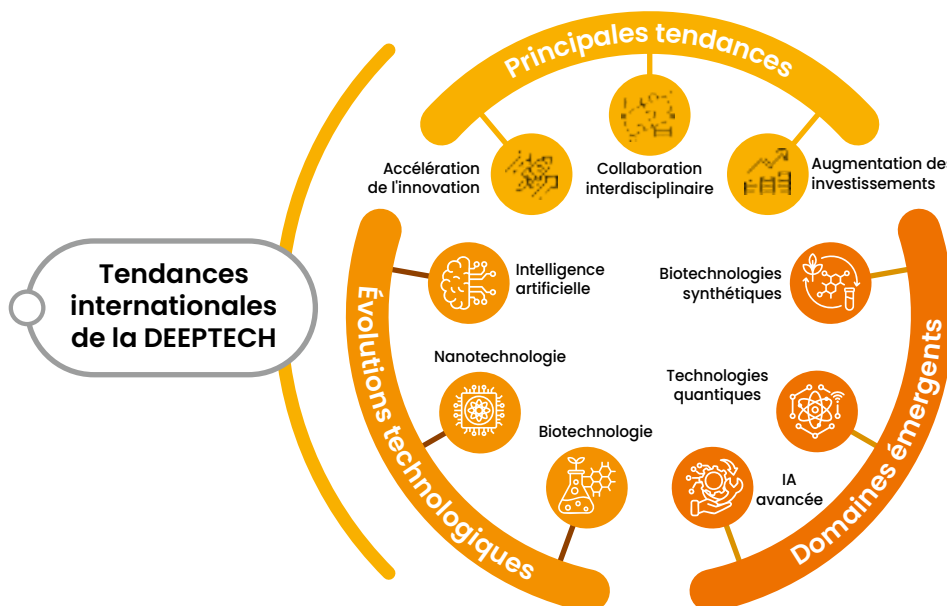 Tendances
internationales
de la DEEPTECH
Principales tendances
Accélération
de l'innovation
Collaboration
interdisciplinaire
Augmentation de
investissements
Évolutions technologiques
Intelligence
artificielle
Nanotechnologie
Biotechnologie
Domaines émergents
Biotechnologies
synthétiques
Technologies
quantiques
IA
avancée